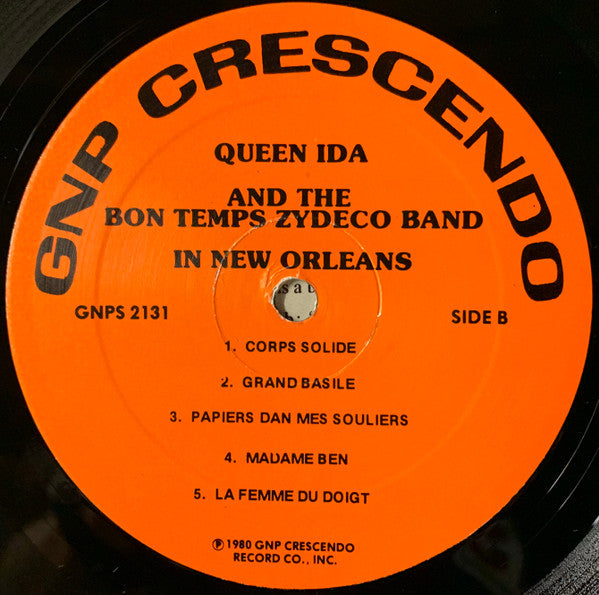 GNP CRESCENDO
QUEEN IDA
AND THE
BON TEMPS ZYDECO BAND
IN NEW ORLEANS
GNPS 2131
SIDE B
1. CORPS SOLIDE
2. GRAND BASILE
3. PAPIERS DAN MES SOULIERS
4. MADAME BEN
5. LA FEMME DU DOIGT
℗ 1980 GNP CRESCENDO
RECORD CO., INC.